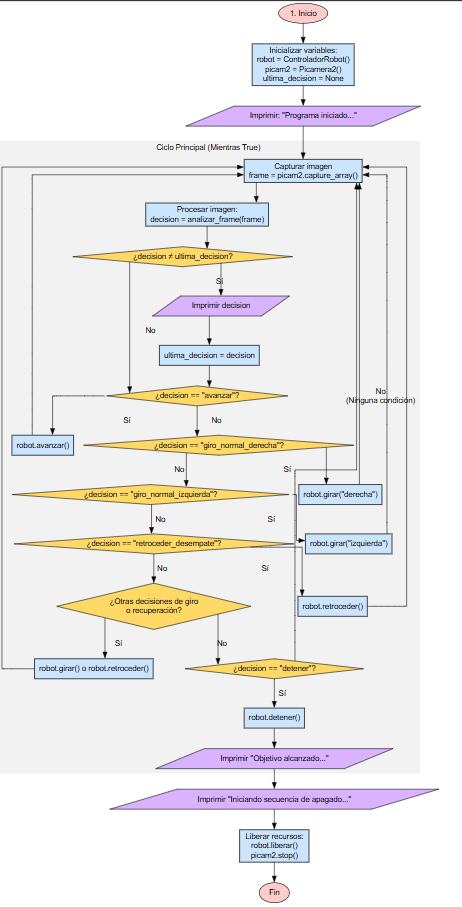 1. Inicio
Inicializar variables:
robot = ControladorRobot()
picam2 = Picamera2()
ultima_decision = None
Imprimir: "Programa iniciado..."
Ciclo Principal (Mientras True)
Capturar imagen
frame = picam2.capture_array()
Procesar imagen:
decision = analizar_frame(frame)
¿decision ≠ ultima_decision?
Sí
Imprimir decision
No
ultima_decision = decision
¿decision == "avanzar"?
No
(Ninguna condición)
Sí
No
robot.avanzar()
¿decision == "giro_normal_derecha"?
No
Sí
¿decision == "giro_normal_izquierda"?
robot.girar("derecha")
No
Sí
¿decision == "retroceder_desempate"?
robot.girar("izquierda")
No
Sí
¿Otras decisiones de giro
o recuperación?
robot.retroceder()
Sí
No
robot.girar() o robot.retroceder()
¿decision == "detener"?
Sí
robot.detener()
Imprimir "Objetivo alcanzado..."
Imprimir "Iniciando secuencia de apagado..."
Liberar recursos:
robot.liberar()
picam2.stop()
Fin